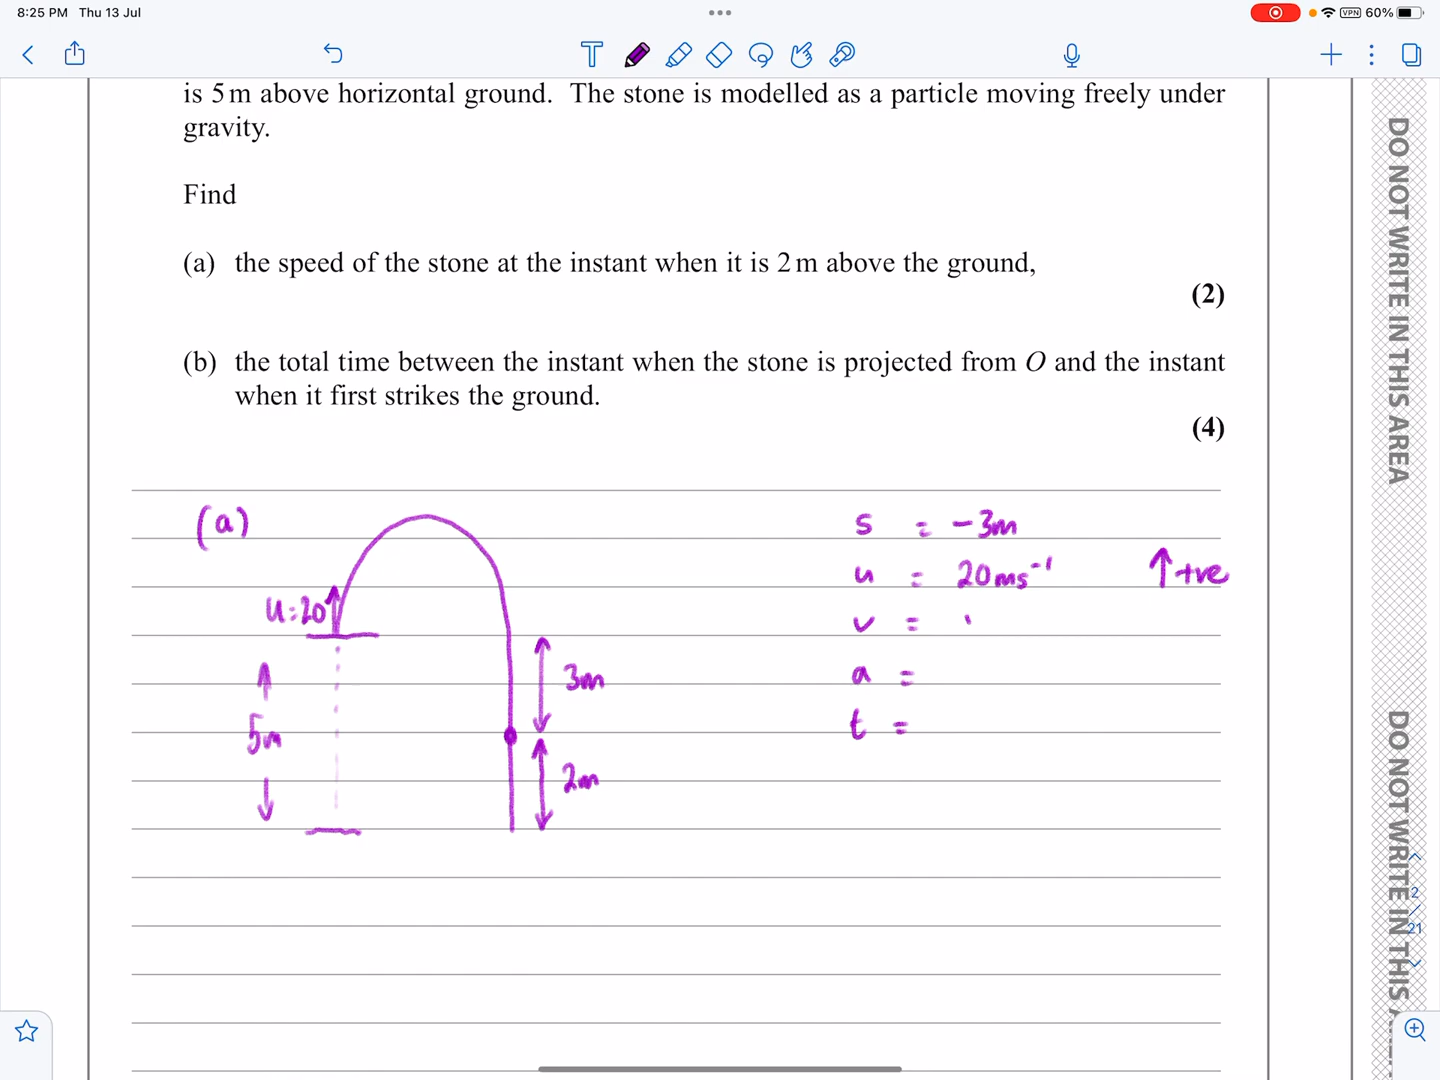 8:25 PM Thu 13 Jul
VPN 60%
is 5 m above horizontal ground. The stone is modelled as a particle moving freely under
gravity.
Find
(a) the speed of the stone at the instant when it is 2 m above the ground,
(2)
(b) the total time between the instant when the stone is projected from O and the instant
when it first strikes the ground.
(4)
(a)
u=20
5m
3m
2m
s = -3m
u = 20ms⁻¹
v =
a =
t =
↑ +ve
DO NOT WRITE IN THIS AREA
DO NOT WRITE IN THIS
2
/
21